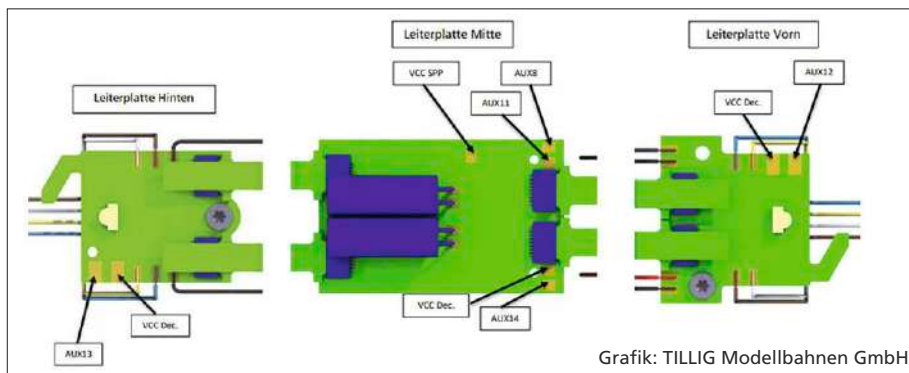 Leiterplatte Hinten
AUX13
VCC Dec.
Leiterplatte Mitte
VCC SPP
AUX8
AUX11
VCC Dec.
AUX14
Leiterplatte Vorn
AUX12
VCC Dec.
Grafik: TILLIG Modellbahnen GmbH